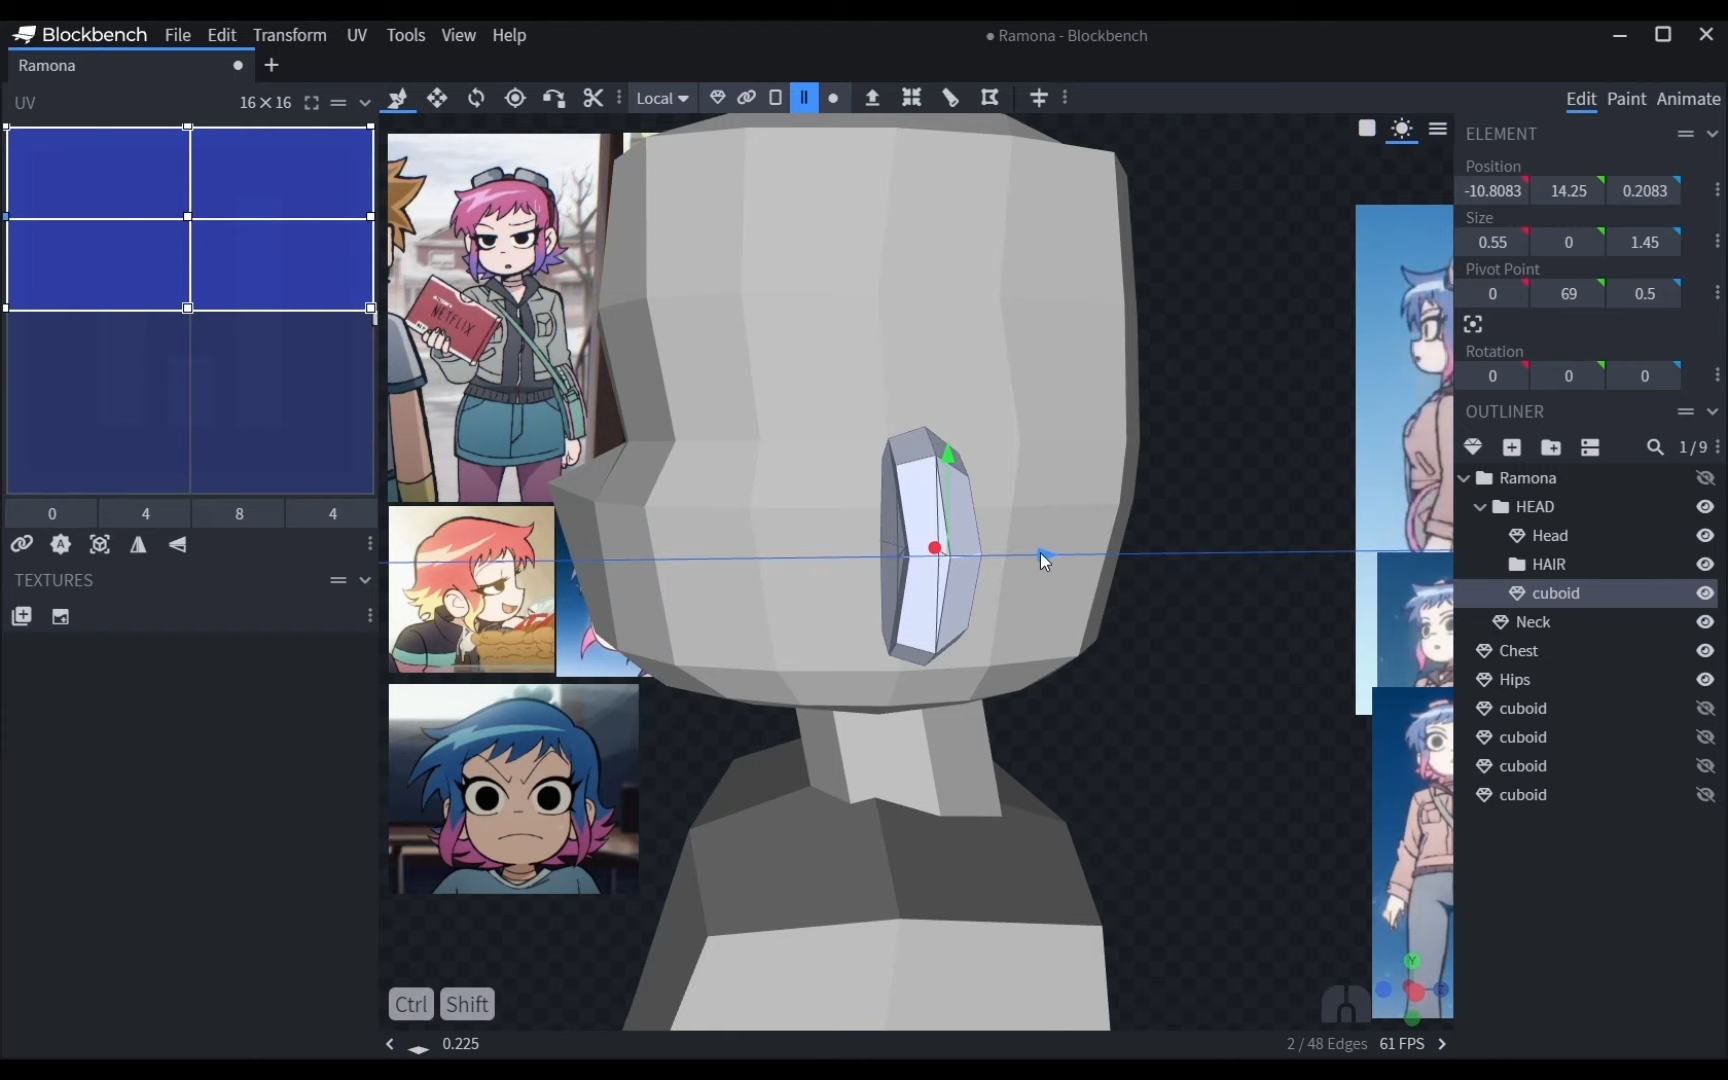 Blockbench File Edit Transform UV Tools View Help
● Ramona - Blockbench
Ramona
UV 16×16
Local
Edit Paint Animate
ELEMENT
Position
-10.8083 14.25 0.2083
Size
0.55 0 1.45
Pivot Point
0 69 0.5
Rotation
0 0 0
OUTLINER
1/9
Ramona
HEAD
Head
HAIR
cuboid
Neck
Chest
Hips
cuboid
cuboid
cuboid
cuboid
0 4 8 4
TEXTURES
NETFLIX
Ctrl Shift
0.225
2 / 48 Edges 61 FPS
Y